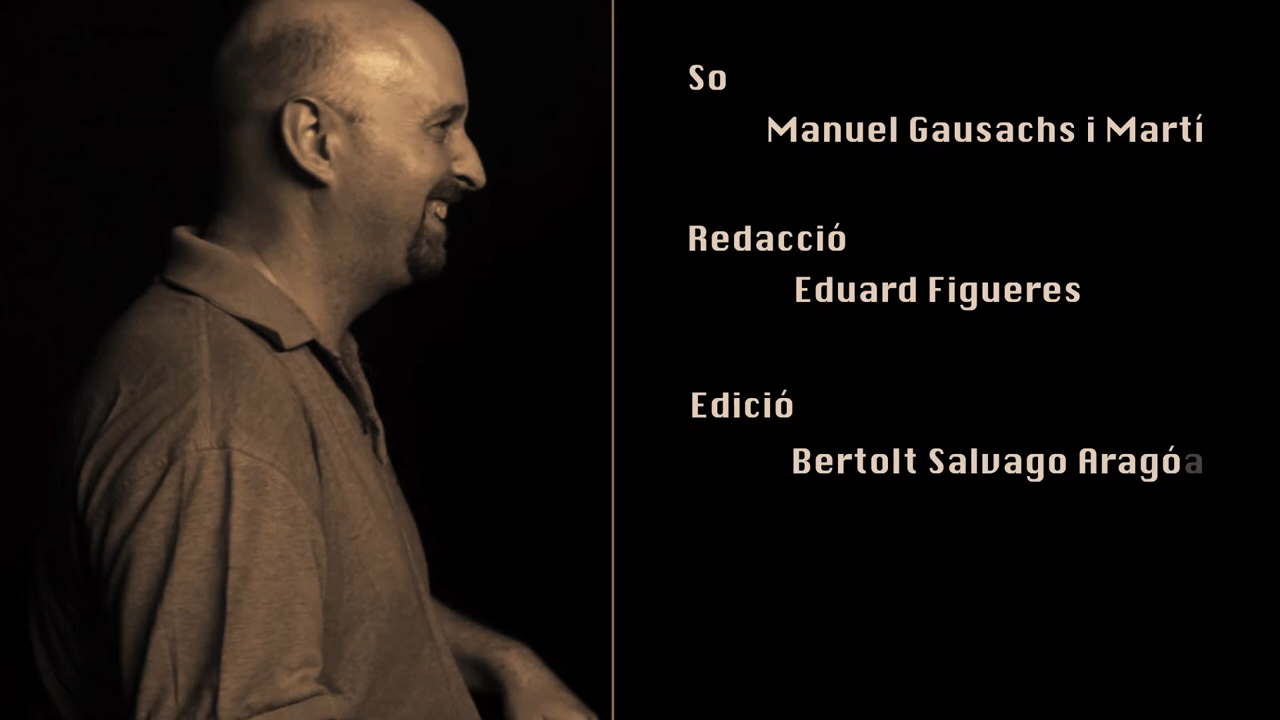 So
Manuel Gausachs i Martí
Redacció
Eduard Figueres
Edició
Bertolt Salvago Aragóa